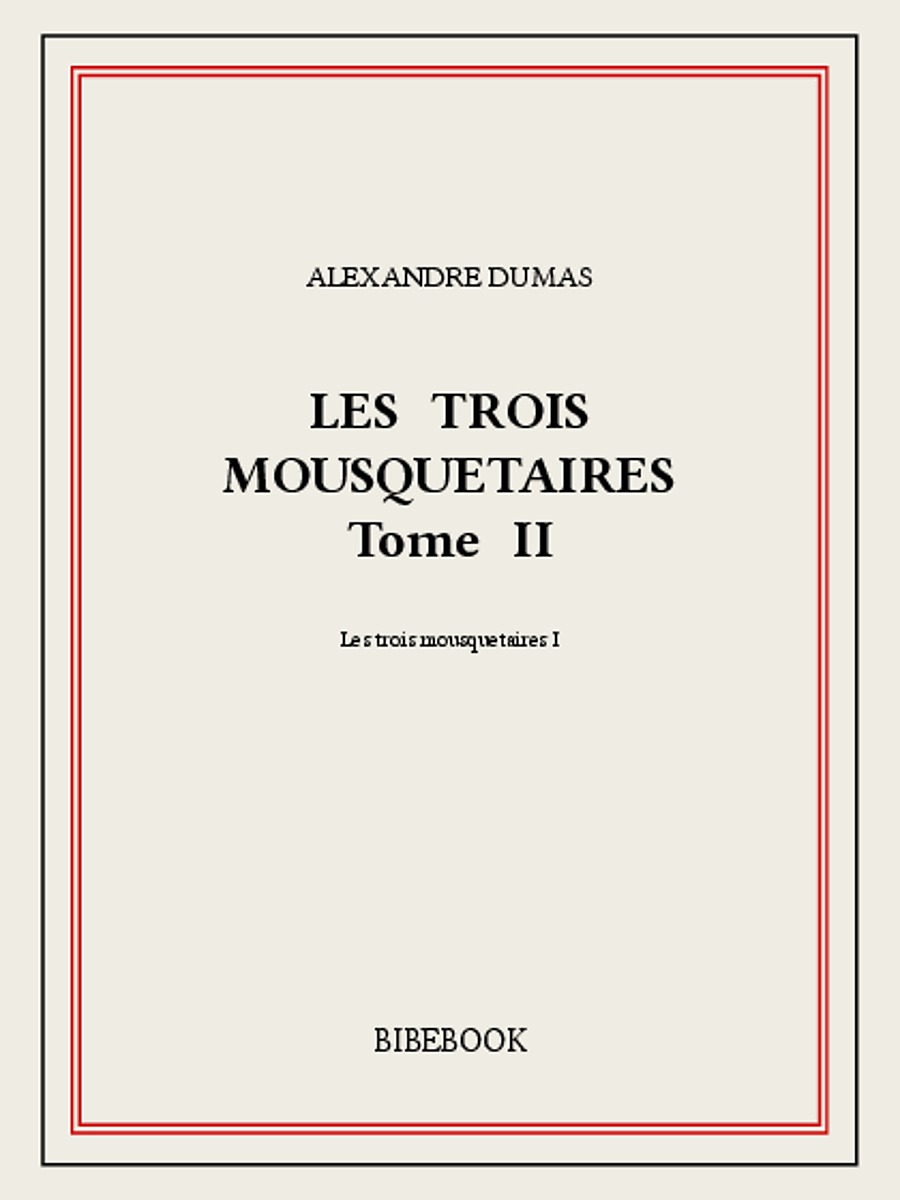 ALEXANDRE DUMAS
LES TROIS
MOUSQUETAIRES
Tome II
Les trois mousquetaires I
BIBEBOOK